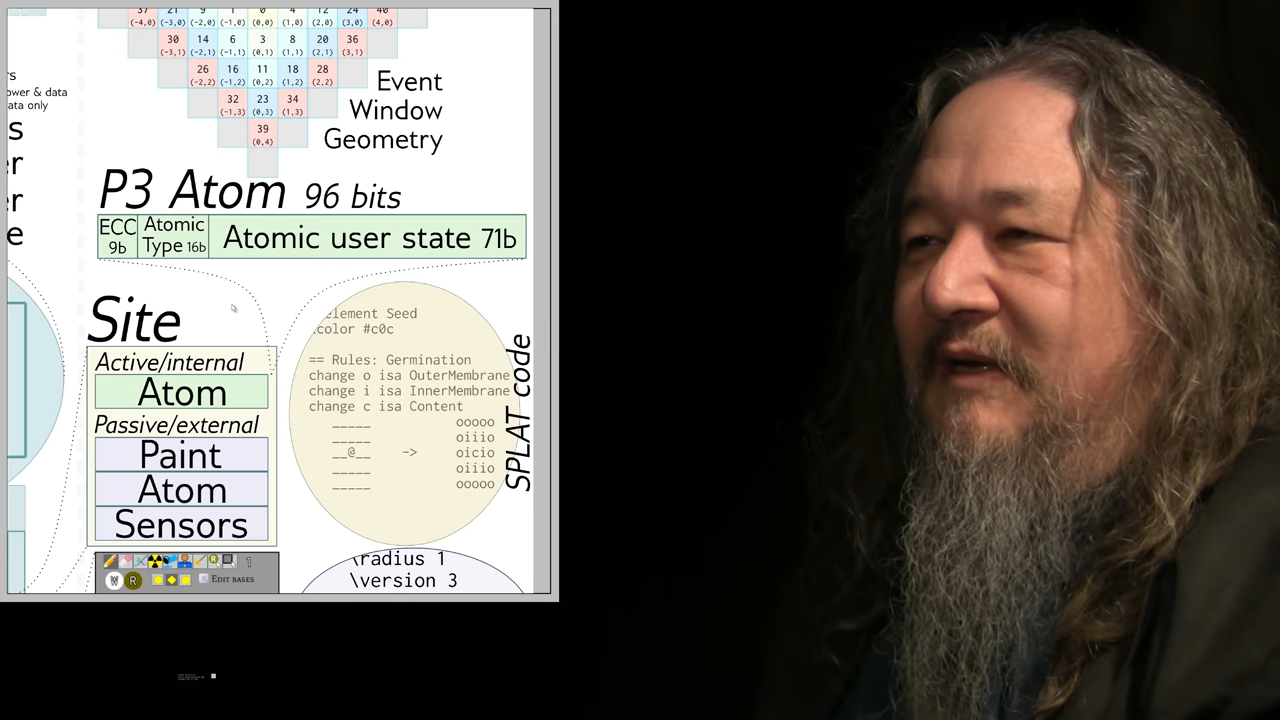 37 21 9 0 4 12 24 40
(-4,0) (-3,0) (-2,0) (-1,0) (0,0) (1,0) (2,0) (3,0) (4,0)
30 14 6 3 8 20 36
(-3,1) (-2,1) (-1,1) (0,1) (1,1) (2,1) (3,1)
26 16 11 18 28
(-2,2) (-1,2) (0,2) (1,2) (2,2)
32 23 34
(-1,3) (0,3) (1,3)
39
(0,4)
Event
Window
Geometry
rs
ower & data
ata only
s
er
er
e
P3 Atom 96 bits
ECC
9b
Atomic
Type 16b
Atomic user state 71b
Site
Active/internal
Atom
Passive/external
Paint
Atom
Sensors
element Seed
color #c0c
== Rules: Germination
change o isa OuterMembrane
change i isa InnerMembrane
change c isa Content
_____ ooooo
_____ oiiio
__@__ -> oicio
_____ oiiio
_____ ooooo
SPLAT code
\radius 1
\version 3
R 1
W R EDIT BASES